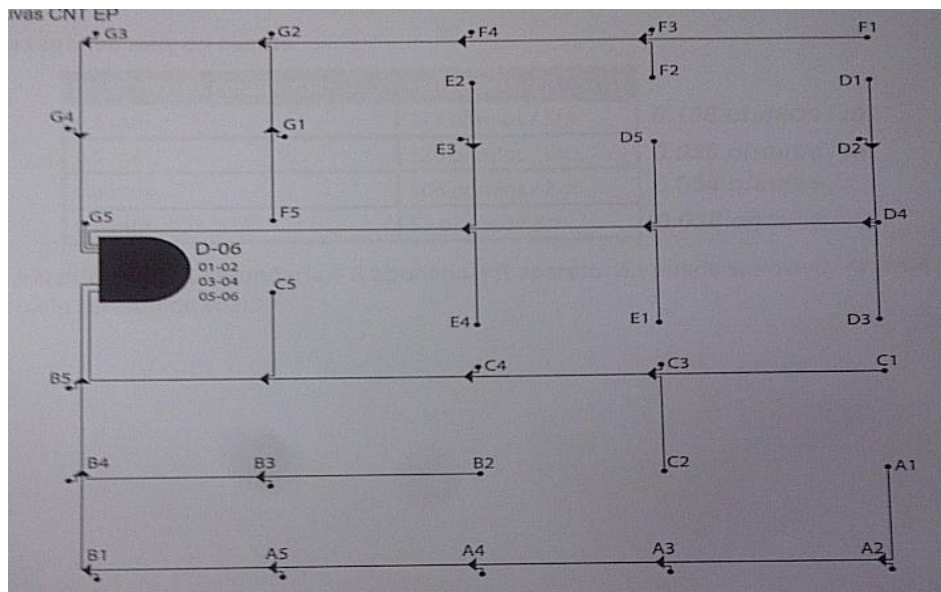 ivas CNT EP
G3 G2 F4 F3 F1
F2
E2 D1
G4 G1
E3 D5 D2
G5 F5 D4
D-06
01-02
03-04
05-06
C5
E4 E1 D3
B5 C4 C3 C1
B4 B3 B2 C2 A1
B1 A5 A4 A3 A2